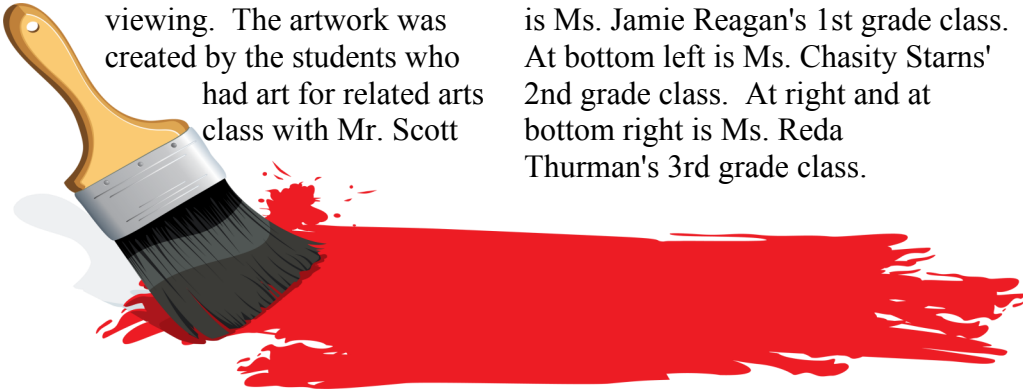 viewing.  The artwork was
created by the students who
had art for related arts
class with Mr. Scott
is Ms. Jamie Reagan's 1st grade class.
At bottom left is Ms. Chasity Starns'
2nd grade class.  At right and at
bottom right is Ms. Reda
Thurman's 3rd grade class.